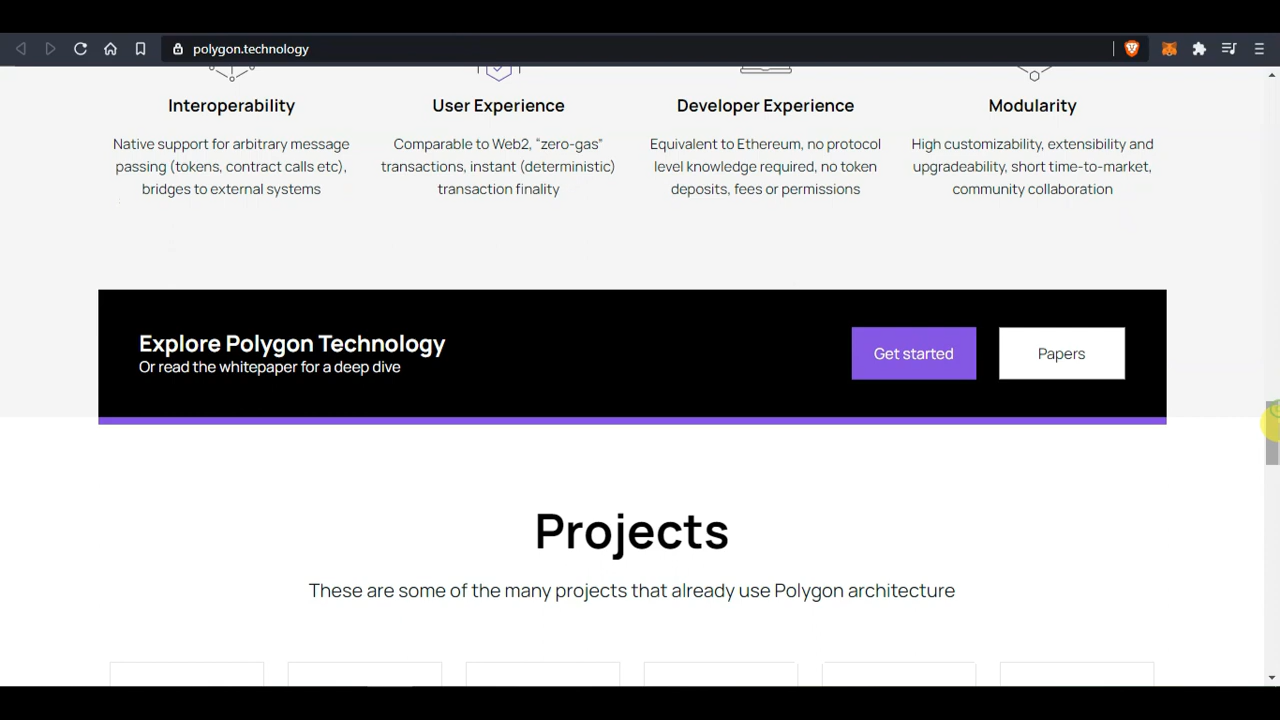 polygon.technology
Interoperability
Native support for arbitrary message
passing (tokens, contract calls etc),
bridges to external systems
User Experience
Comparable to Web2, “zero-gas”
transactions, instant (deterministic)
transaction finality
Developer Experience
Equivalent to Ethereum, no protocol
level knowledge required, no token
deposits, fees or permissions
Modularity
High customizability, extensibility and
upgradeability, short time-to-market,
community collaboration
Explore Polygon Technology
Or read the whitepaper for a deep dive
Get started
Papers
Projects
These are some of the many projects that already use Polygon architecture